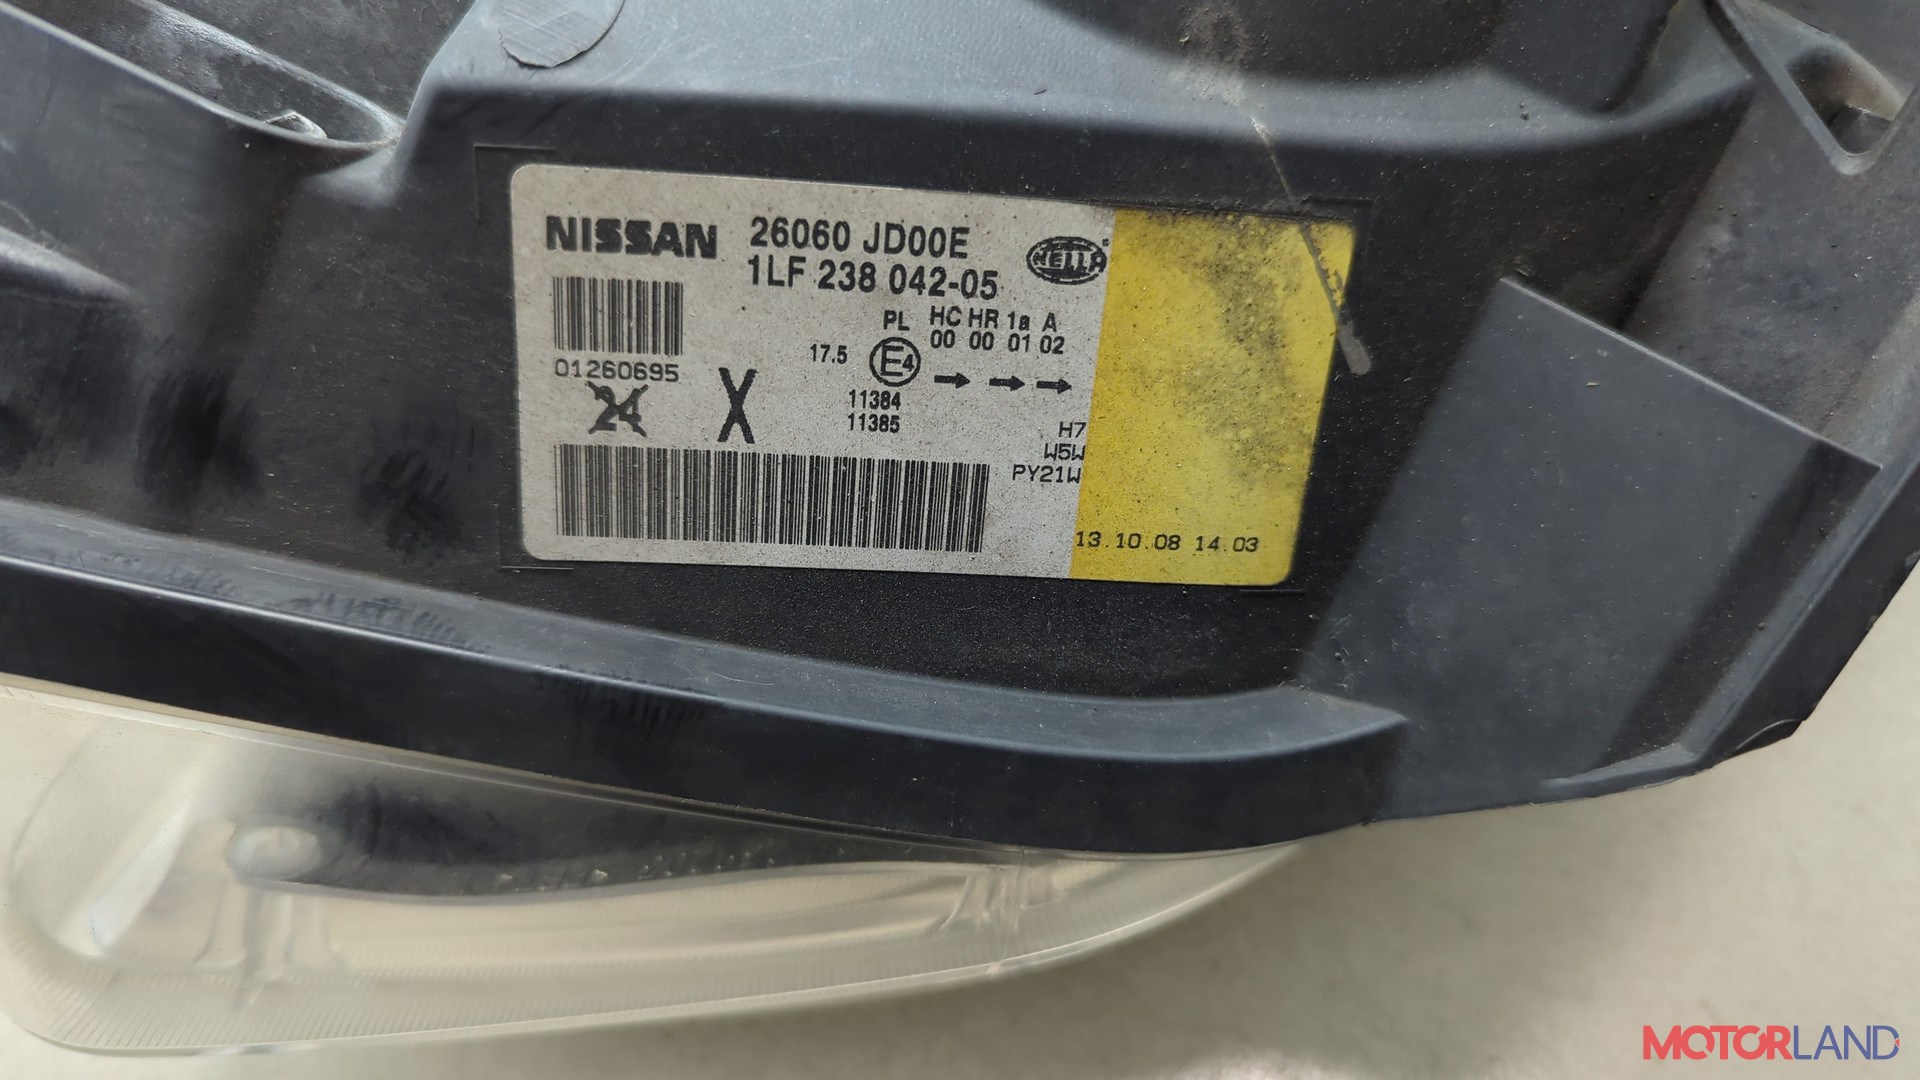 NISSAN 26060 JD00E
1LF 238 042-05
HELLA
01260695
24 X
PL HC HR 1a A
00 00 01 02
17.5 E4
11384
11385
H7
W5W
PY21W
13.10.08 14.03
MOTORLAND